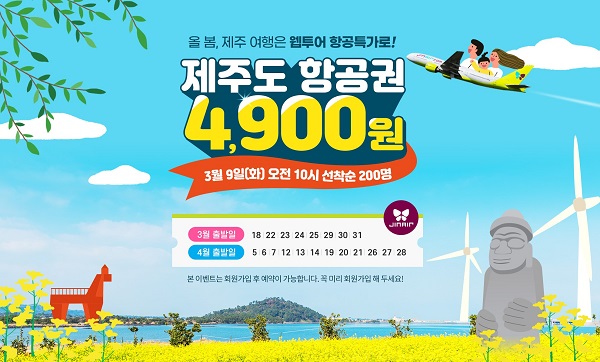 올 봄, 제주 여행은 웹투어 항공특가로!
제주도 항공권
4,900원
3월 9일(화) 오전 10시 선착순 200명
JINAIR
3월 출발일 18 22 23 24 25 29 30 31
4월 출발일 5 6 7 12 13 14 19 20 21 26 27 28
본 이벤트는 회원가입 후 예약이 가능합니다. 꼭 미리 회원가입 해 두세요!